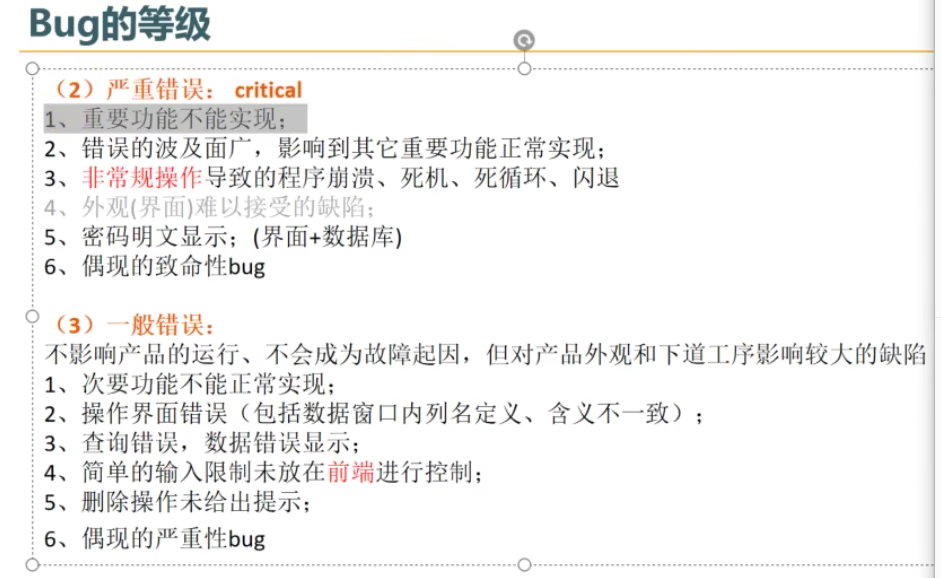 Bug的等级
（2）严重错误： critical
1、重要功能不能实现；
2、错误的波及面广，影响到其它重要功能正常实现；
3、非常规操作导致的程序崩溃、死机、死循环、闪退
4、外观(界面)难以接受的缺陷；
5、密码明文显示；(界面+数据库)
6、偶现的致命性bug
（3）一般错误：
不影响产品的运行、不会成为故障起因，但对产品外观和下道工序影响较大的缺陷
1、次要功能不能正常实现；
2、操作界面错误（包括数据窗口内列名定义、含义不一致）；
3、查询错误，数据错误显示；
4、简单的输入限制未放在前端进行控制；
5、删除操作未给出提示；
6、偶现的严重性bug